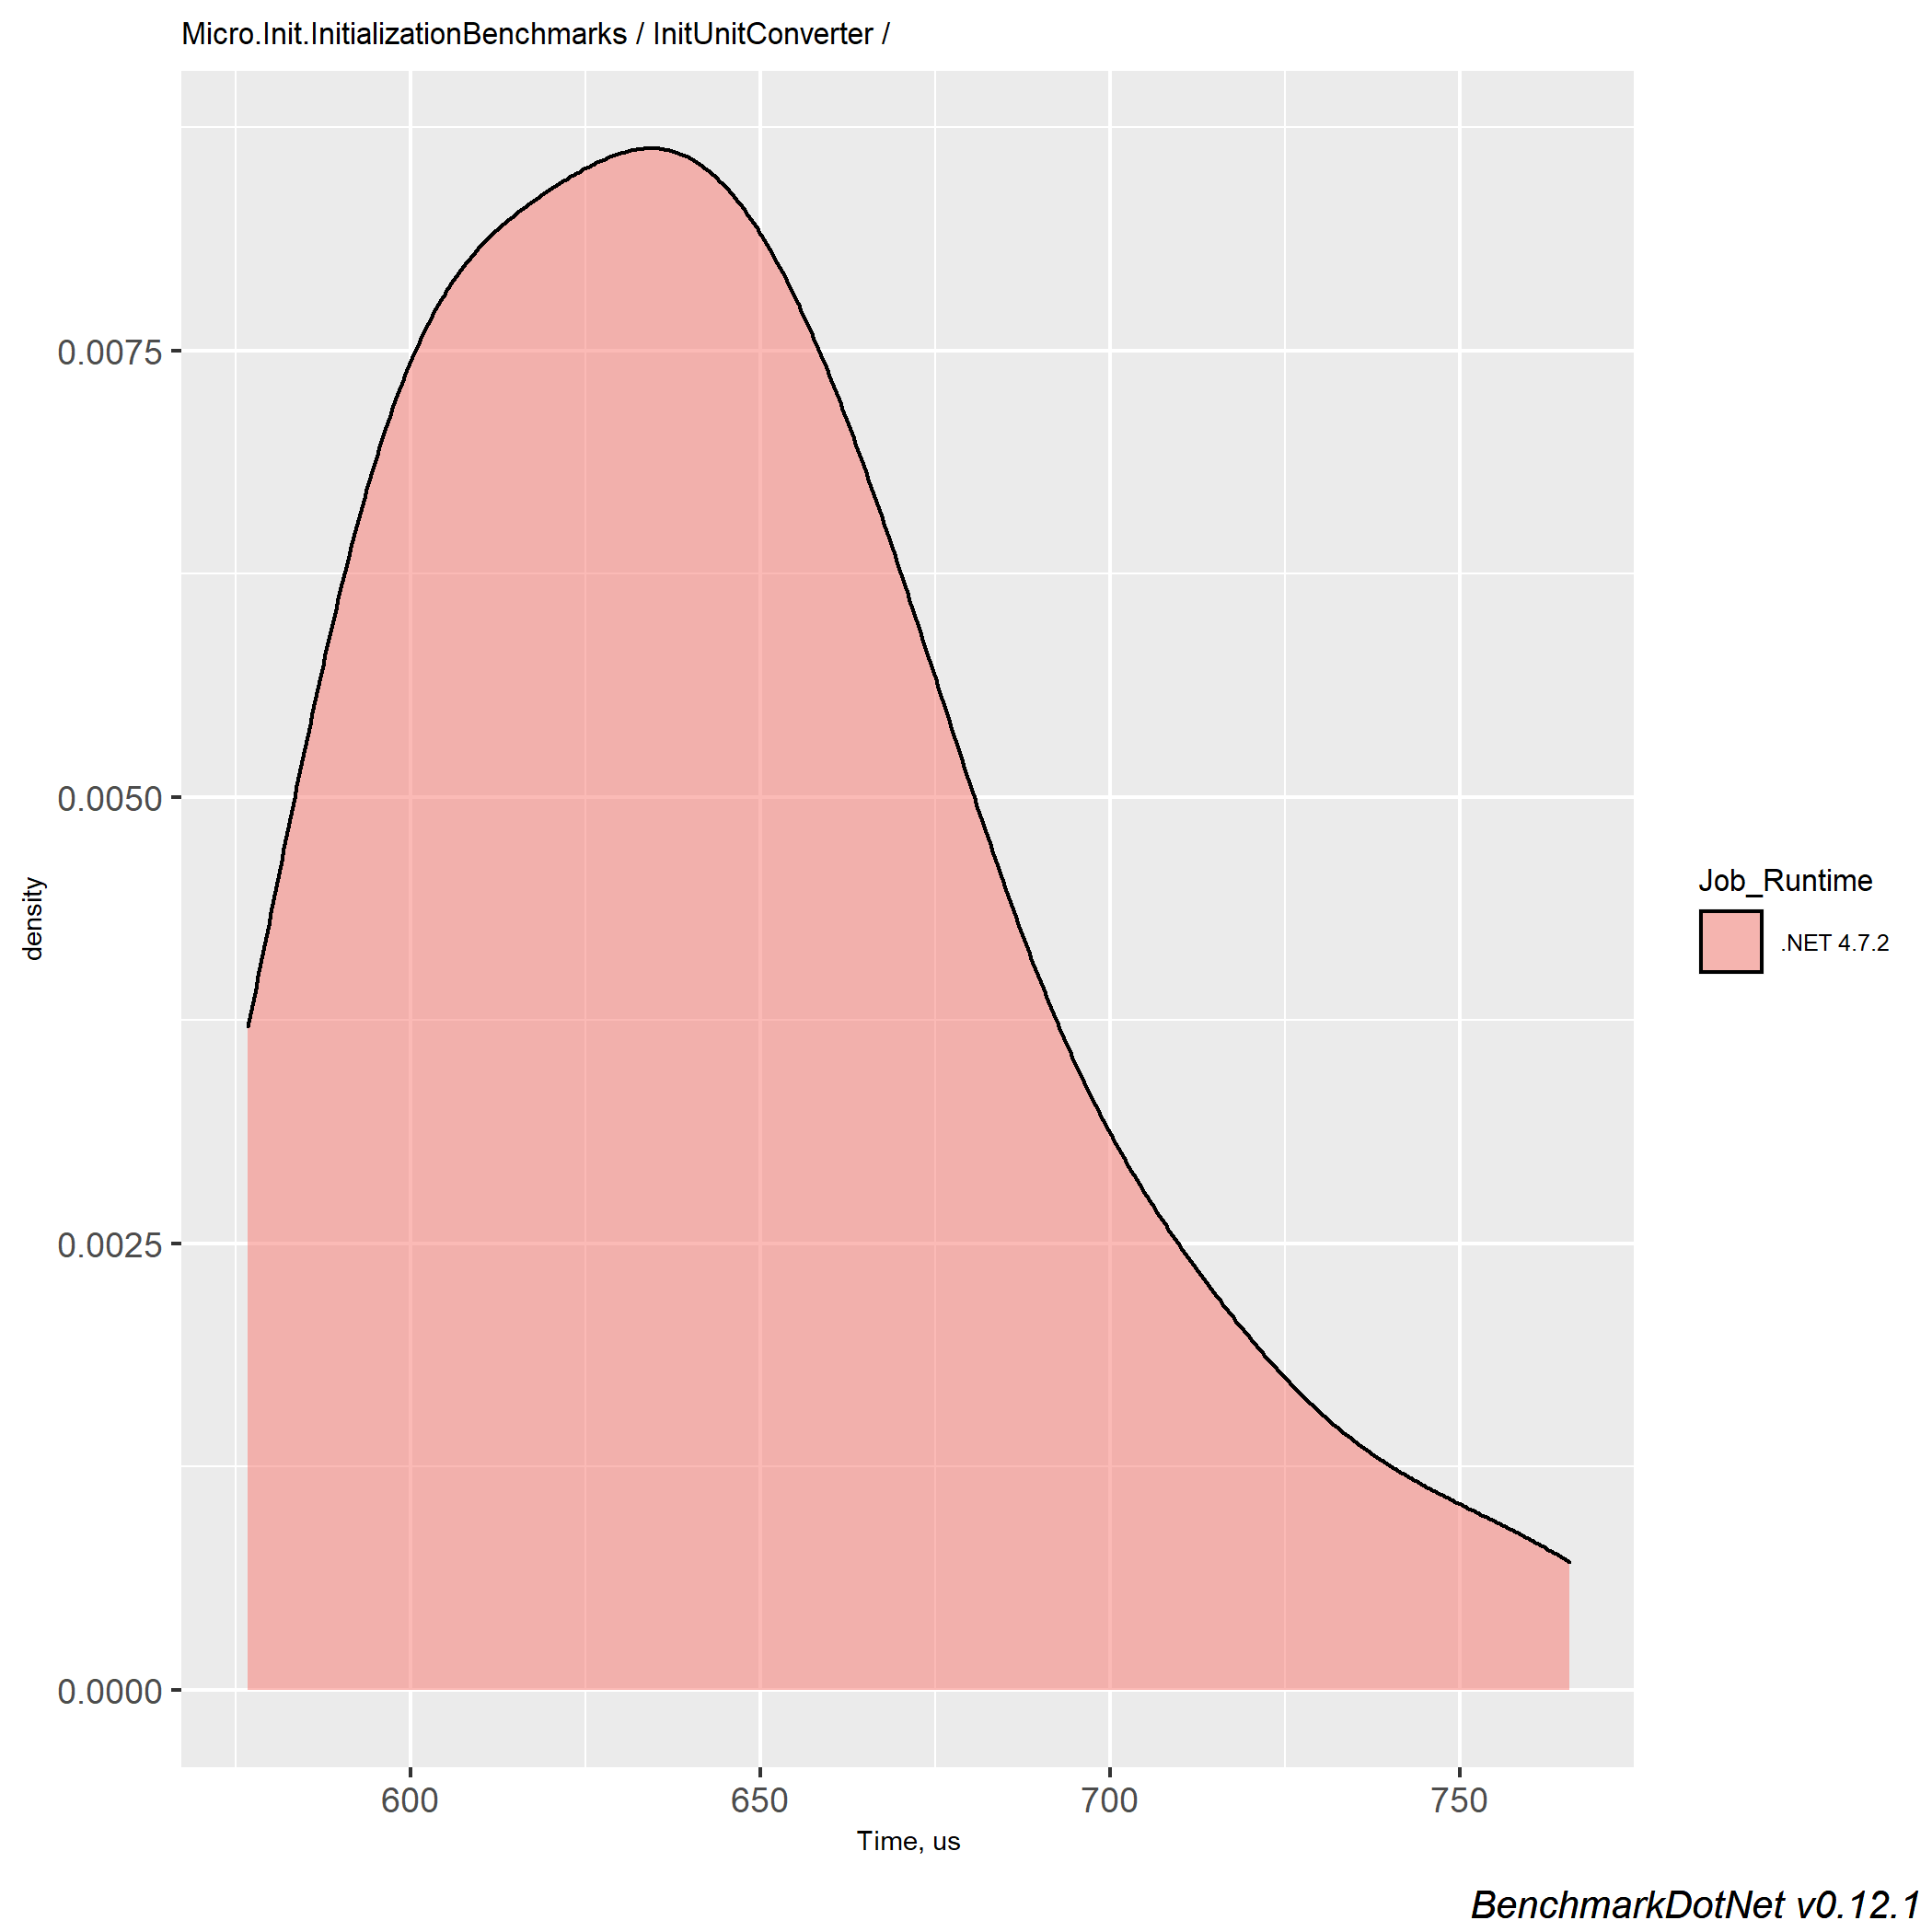 Micro.Init.InitializationBenchmarks / InitUnitConverter /
0.0075
0.0050
0.0025
0.0000
density
600 650 700 750
Time, us
Job_Runtime
.NET 4.7.2
BenchmarkDotNet v0.12.1